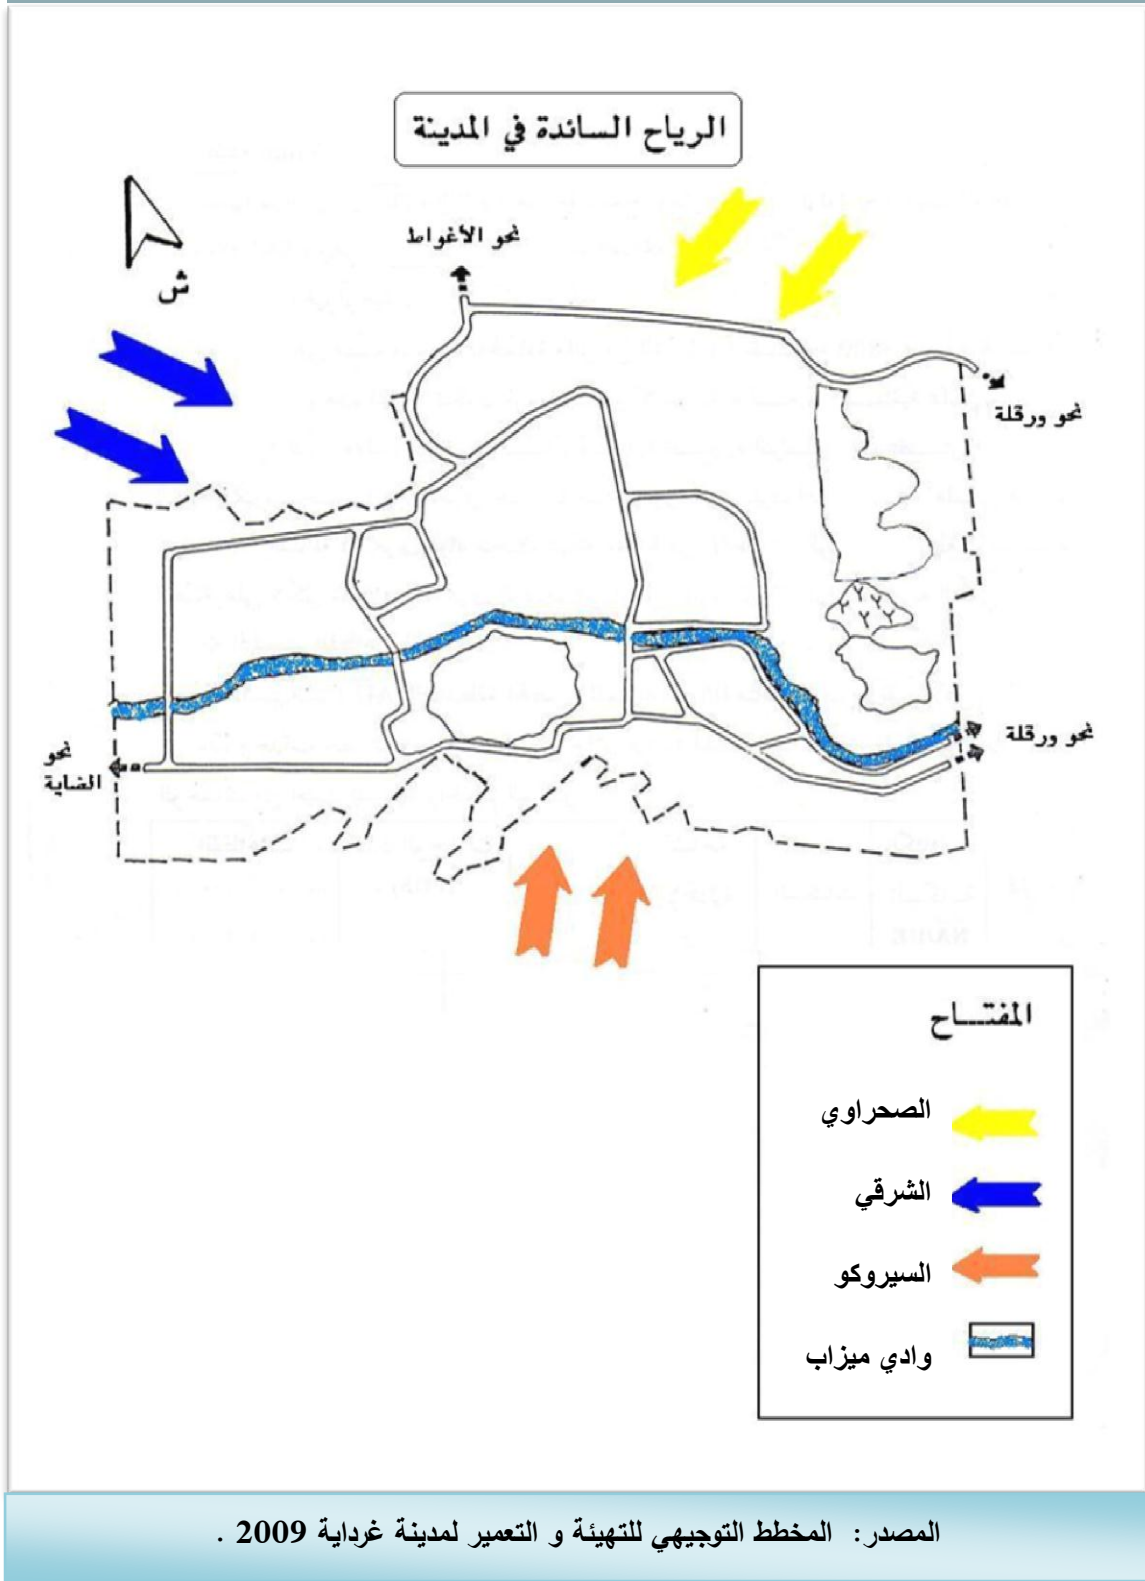 الرياح السائدة في المدينة
ش
نحو الأغواط
نحو ورقلة
نحو ورقلة
نحو
الضاية
المفتـــاح
الصحراوي
الشرقي
السيروكو
وادي ميزاب
المصدر: المخطط التوجيهي للتهيئة و التعمير لمدينة غرداية 2009 .